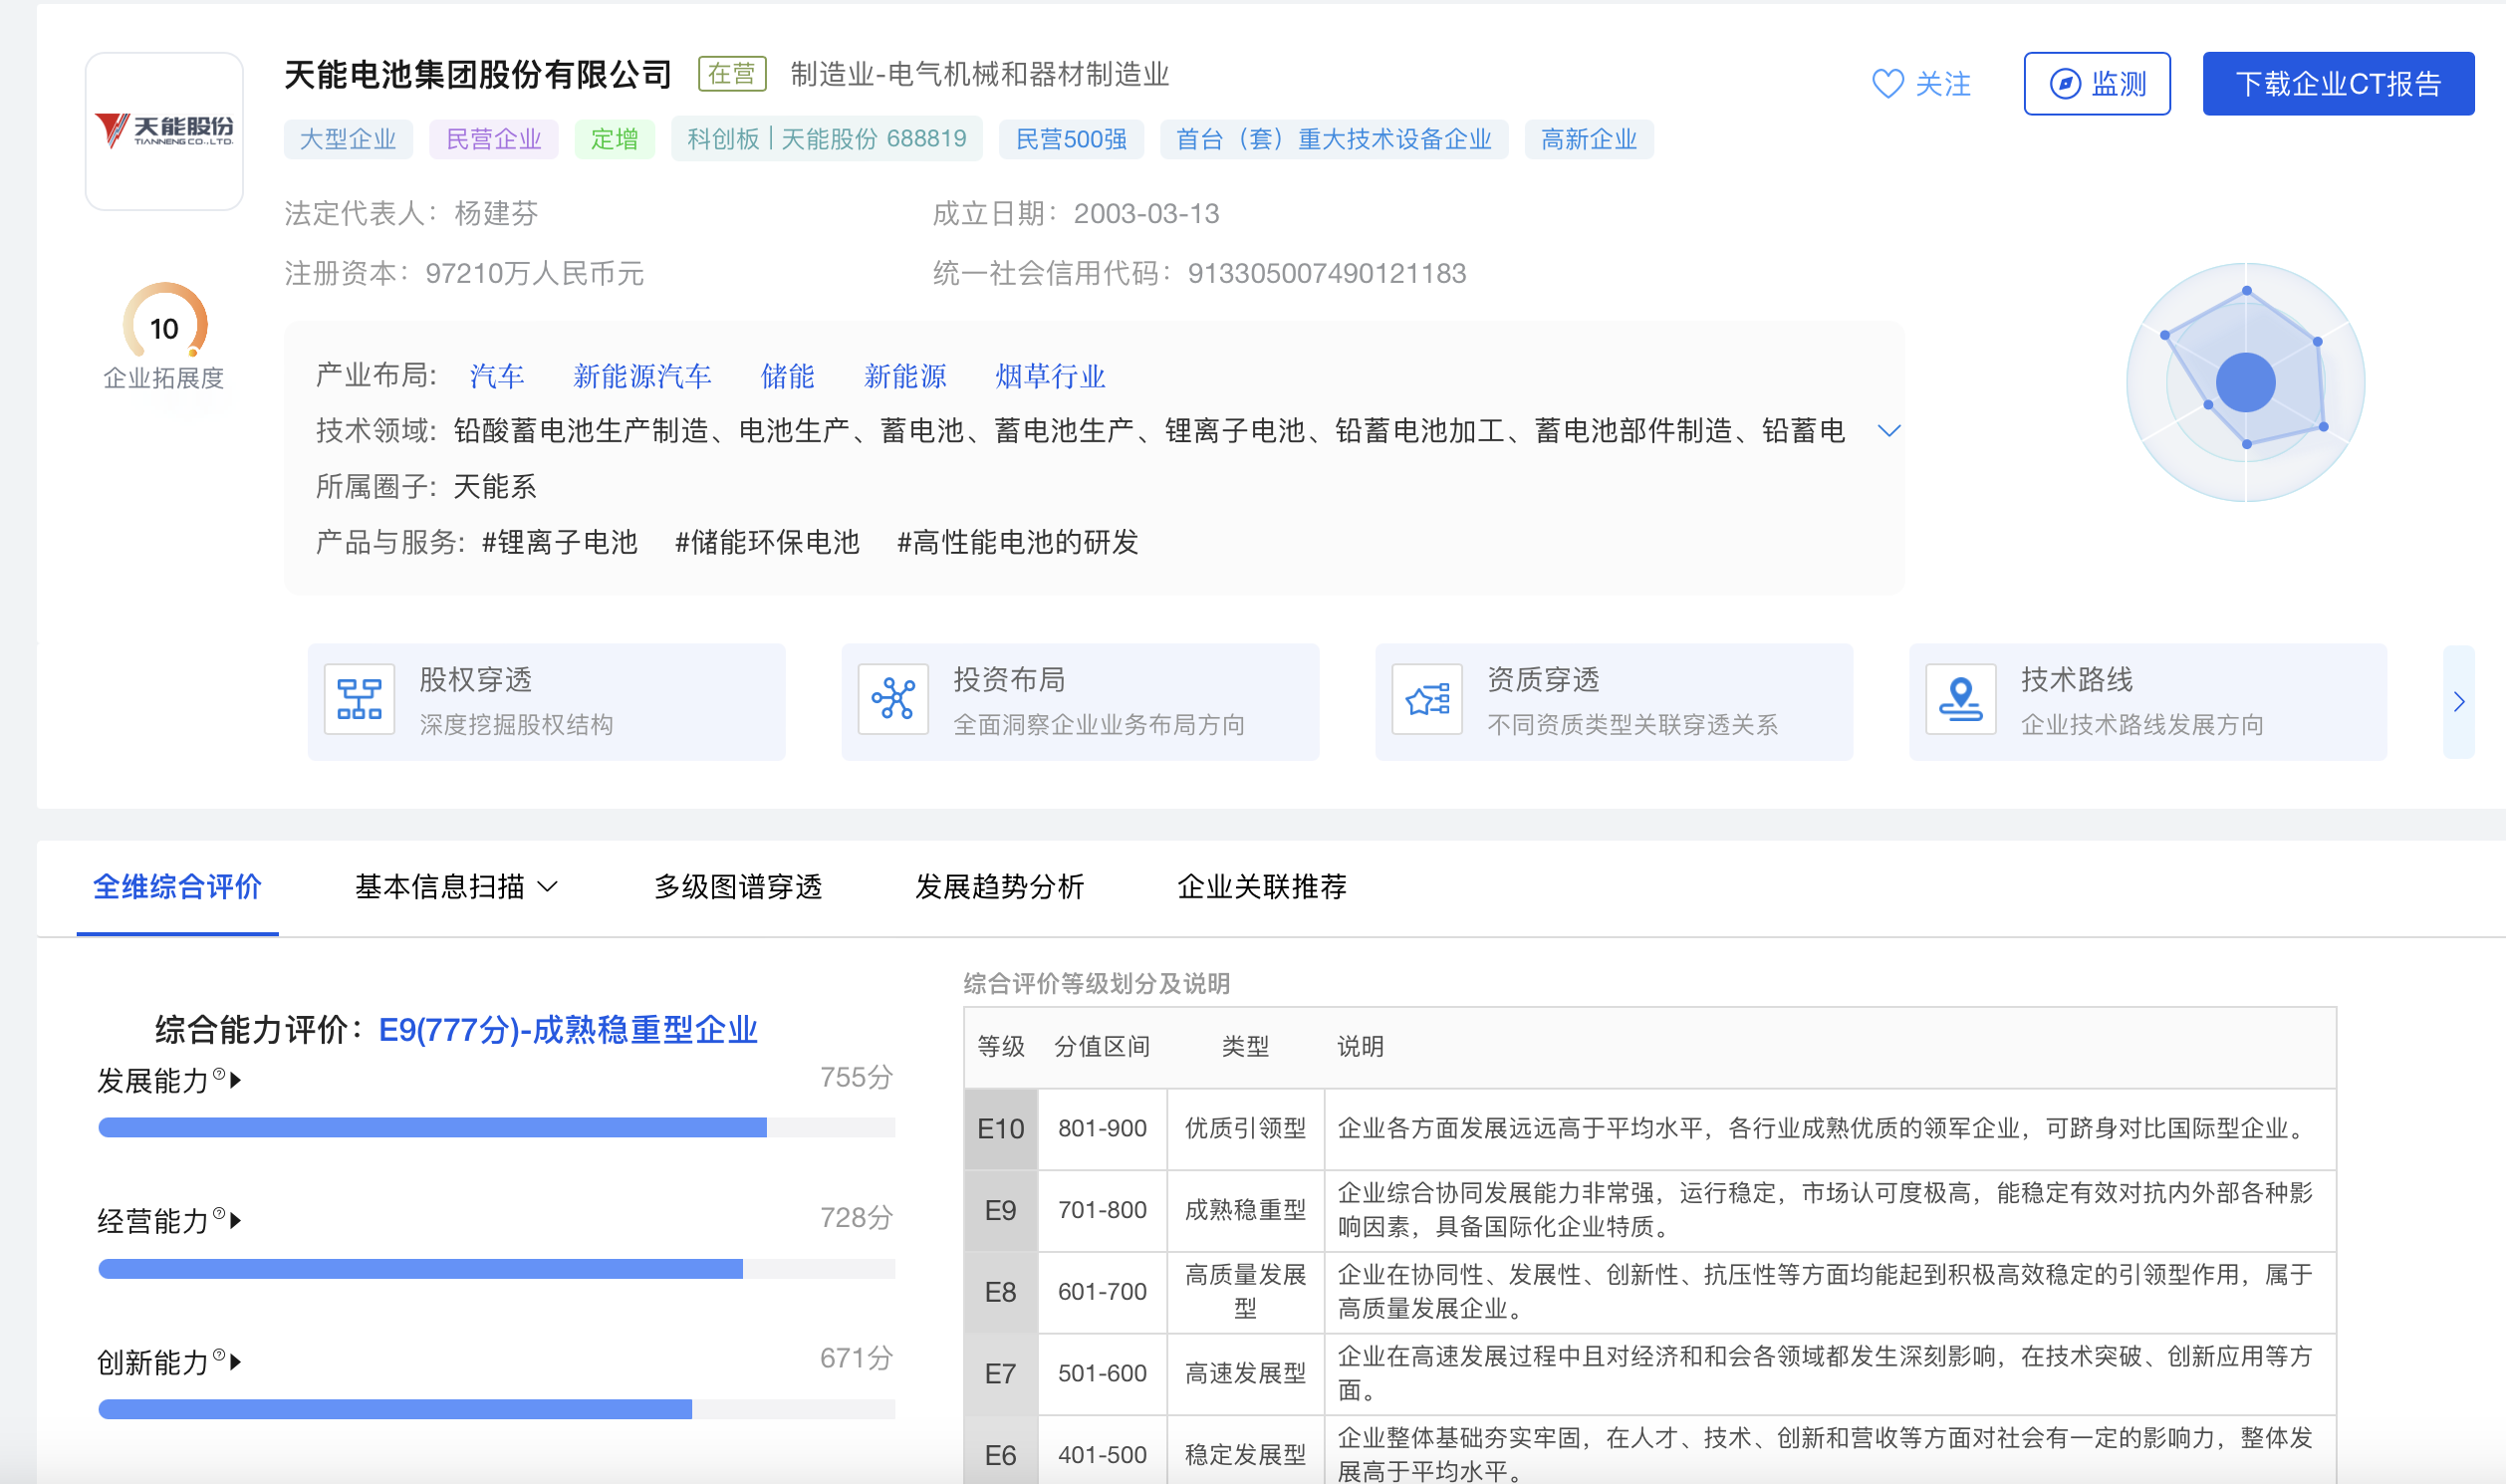 天能股份
TIANNENG CO.,LTD.
天能电池集团股份有限公司 在营 制造业-电气机械和器材制造业
关注 监测 下载企业CT报告
大型企业 民营企业 定增 科创板｜天能股份 688819 民营500强 首台（套）重大技术设备企业 高新企业
法定代表人：杨建芬 成立日期：2003-03-13
注册资本：97210万人民币元 统一社会信用代码：913305007490121183
10
企业拓展度
产业布局: 汽车 新能源汽车 储能 新能源 烟草行业
技术领域: 铅酸蓄电池生产制造、电池生产、蓄电池、蓄电池生产、锂离子电池、铅蓄电池加工、蓄电池部件制造、铅蓄电
所属圈子: 天能系
产品与服务: #锂离子电池 #储能环保电池 #高性能电池的研发
股权穿透
深度挖掘股权结构
投资布局
全面洞察企业业务布局方向
资质穿透
不同资质类型关联穿透关系
技术路线
企业技术路线发展方向
全维综合评价 基本信息扫描 多级图谱穿透 发展趋势分析 企业关联推荐
综合能力评价：E9(777分)-成熟稳重型企业
发展能力 755分
经营能力 728分
创新能力 671分
综合评价等级划分及说明
等级 分值区间 类型 说明
E10 801-900 优质引领型 企业各方面发展远远高于平均水平，各行业成熟优质的领军企业，可跻身对比国际型企业。
E9 701-800 成熟稳重型 企业综合协同发展能力非常强，运行稳定，市场认可度极高，能稳定有效对抗内外部各种影
响因素，具备国际化企业特质。
E8 601-700 高质量发展
型 企业在协同性、发展性、创新性、抗压性等方面均能起到积极高效稳定的引领型作用，属于
高质量发展企业。
E7 501-600 高速发展型 企业在高速发展过程中且对经济和和会各领域都发生深刻影响，在技术突破、创新应用等方
面。
E6 401-500 稳定发展型 企业整体基础夯实牢固，在人才、技术、创新和营收等方面对社会有一定的影响力，整体发
展高于平均水平。